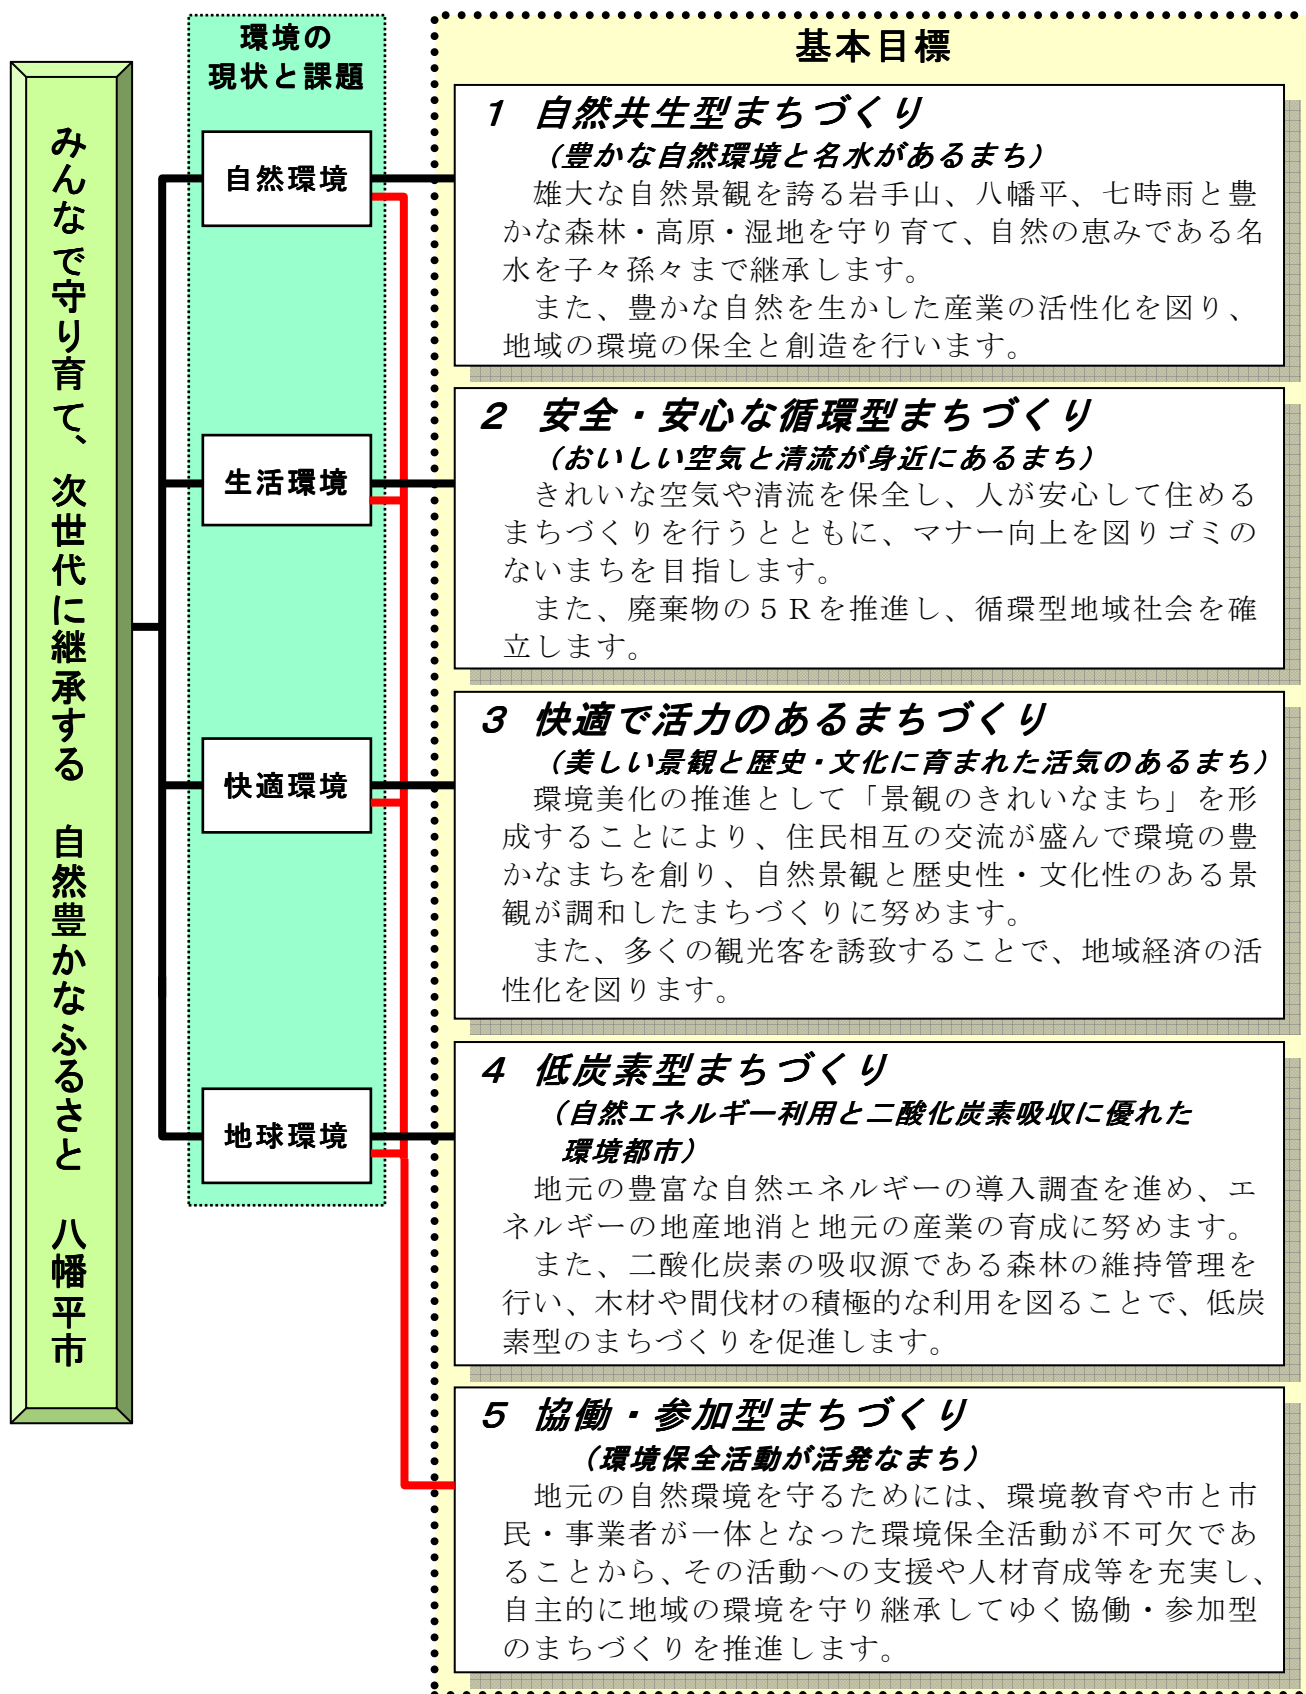 みんなで守り育て、次世代に継承する　自然豊かなふるさと　八幡平市
環境の
現状と課題
自然環境
生活環境
快適環境
地球環境
基本目標
１　自然共生型まちづくり
（豊かな自然環境と名水があるまち）
雄大な自然景観を誇る岩手山、八幡平、七時雨と豊
かな森林・高原・湿地を守り育て、自然の恵みである名
水を子々孫々まで継承します。
また、豊かな自然を生かした産業の活性化を図り、
地域の環境の保全と創造を行います。
２　安全・安心な循環型まちづくり
（おいしい空気と清流が身近にあるまち）
きれいな空気や清流を保全し、人が安心して住める
まちづくりを行うとともに、マナー向上を図りゴミの
ないまちを目指します。
また、廃棄物の５Ｒを推進し、循環型地域社会を確
立します。
３　快適で活力のあるまちづくり
（美しい景観と歴史・文化に育まれた活気のあるまち）
環境美化の推進として「景観のきれいなまち」を形
成することにより、住民相互の交流が盛んで環境の豊
かなまちを創り、自然景観と歴史性・文化性のある景
観が調和したまちづくりに努めます。
また、多くの観光客を誘致することで、地域経済の活
性化を図ります。
４　低炭素型まちづくり
（自然エネルギー利用と二酸化炭素吸収に優れた
環境都市）
地元の豊富な自然エネルギーの導入調査を進め、エ
ネルギーの地産地消と地元の産業の育成に努めます。
また、二酸化炭素の吸収源である森林の維持管理を
行い、木材や間伐材の積極的な利用を図ることで、低炭
素型のまちづくりを促進します。
５　協働・参加型まちづくり
（環境保全活動が活発なまち）
地元の自然環境を守るためには、環境教育や市と市
民・事業者が一体となった環境保全活動が不可欠であ
ることから、その活動への支援や人材育成等を充実し、
自主的に地域の環境を守り継承してゆく協働・参加型
のまちづくりを推進します。